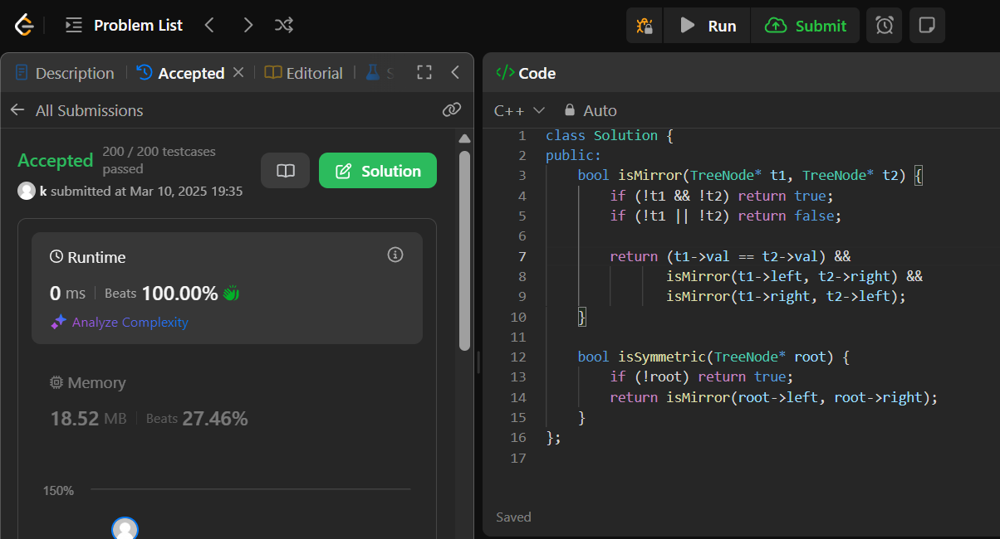 Problem List
Run
Submit
Description
Accepted
Editorial
S
All Submissions
Accepted
200 / 200 testcases
passed
k submitted at Mar 10, 2025 19:35
Solution
Runtime
0 ms
Beats 100.00%
Analyze Complexity
Memory
18.52 MB
Beats 27.46%
150%
</> Code
C++
Auto
1 class Solution {
2 public:
3     bool isMirror(TreeNode* t1, TreeNode* t2) {
4         if (!t1 && !t2) return true;
5         if (!t1 || !t2) return false;
6
7         return (t1->val == t2->val) &&
8                isMirror(t1->left, t2->right) &&
9                isMirror(t1->right, t2->left);
10     }
11
12     bool isSymmetric(TreeNode* root) {
13         if (!root) return true;
14         return isMirror(root->left, root->right);
15     }
16 };
17
Saved